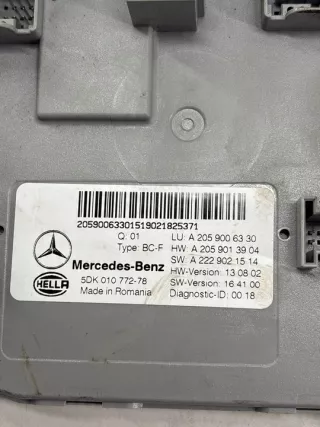 20590063301519021825371
Q: 01 LU: A 205 900 63 30
Type: BC-F HW: A 205 901 39 04
Mercedes-Benz SW: A 222 902 15 14
HELLA 5DK 010 772-78 HW-Version: 13 08 02
Made in Romania SW-Version: 16 41 00
Diagnostic-ID: 00 18